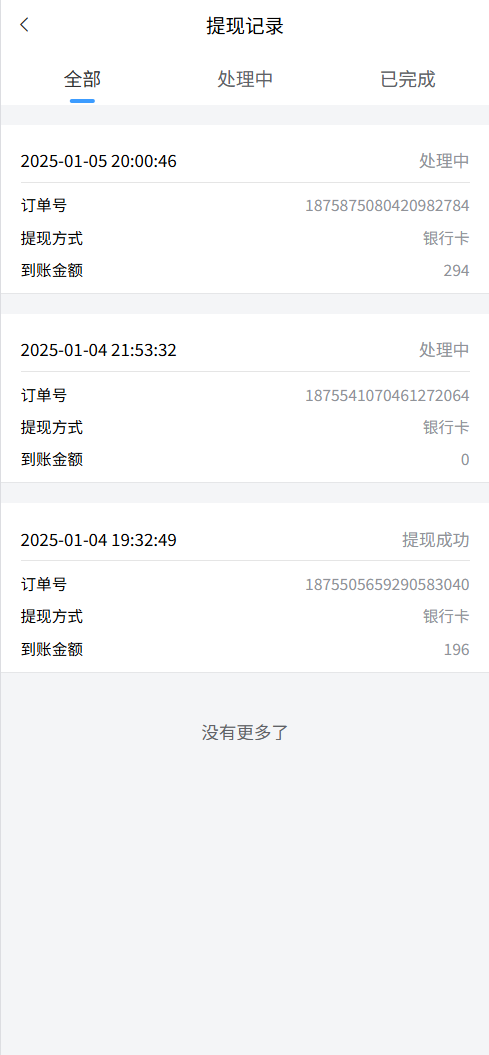 提现记录
全部 处理中 已完成
2025-01-05 20:00:46 处理中
订单号 1875875080420982784
提现方式 银行卡
到账金额 294
2025-01-04 21:53:32 处理中
订单号 1875541070461272064
提现方式 银行卡
到账金额 0
2025-01-04 19:32:49 提现成功
订单号 1875505659290583040
提现方式 银行卡
到账金额 196
没有更多了